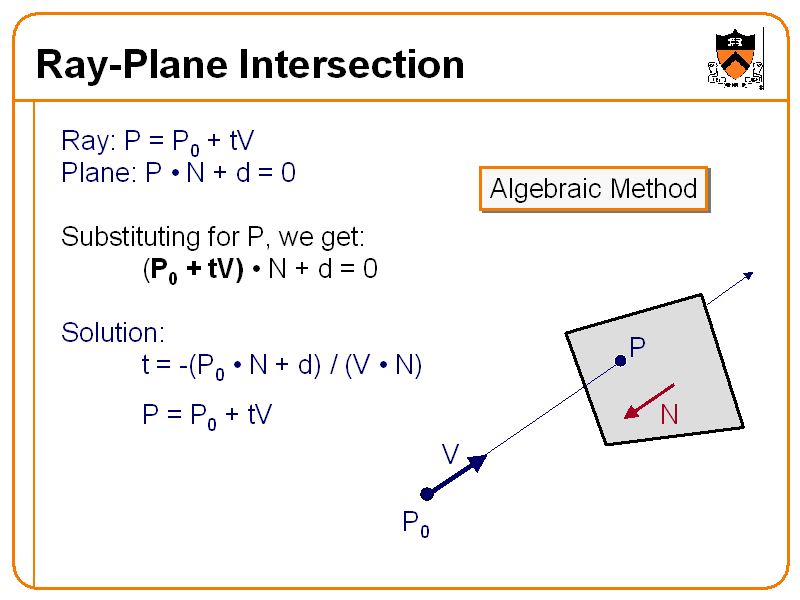 Ray-Plane Intersection
Ray: P = P₀ + tV
Plane: P • N + d = 0
Algebraic Method
Substituting for P, we get:
(P₀ + tV) • N + d = 0
Solution:
t = -(P₀ • N + d) / (V • N)
P = P₀ + tV
P
N
V
P₀